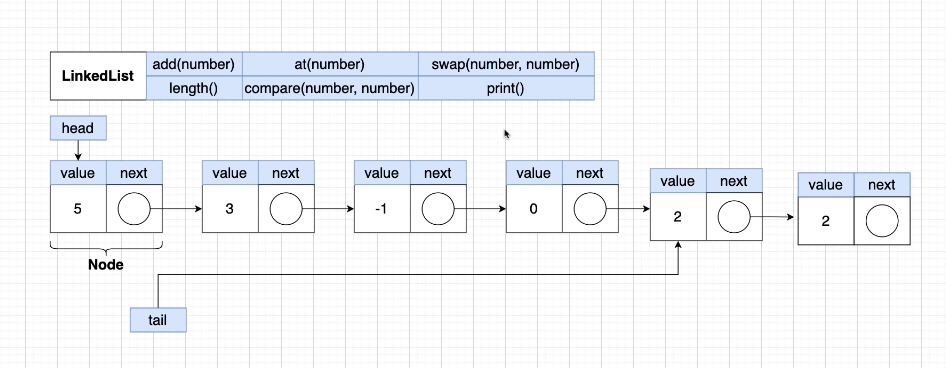 LinkedList
add(number) at(number) swap(number, number)
length() compare(number, number) print()
head
value next value next value next value next value next value next
5 3 -1 0 2 2
Node
tail